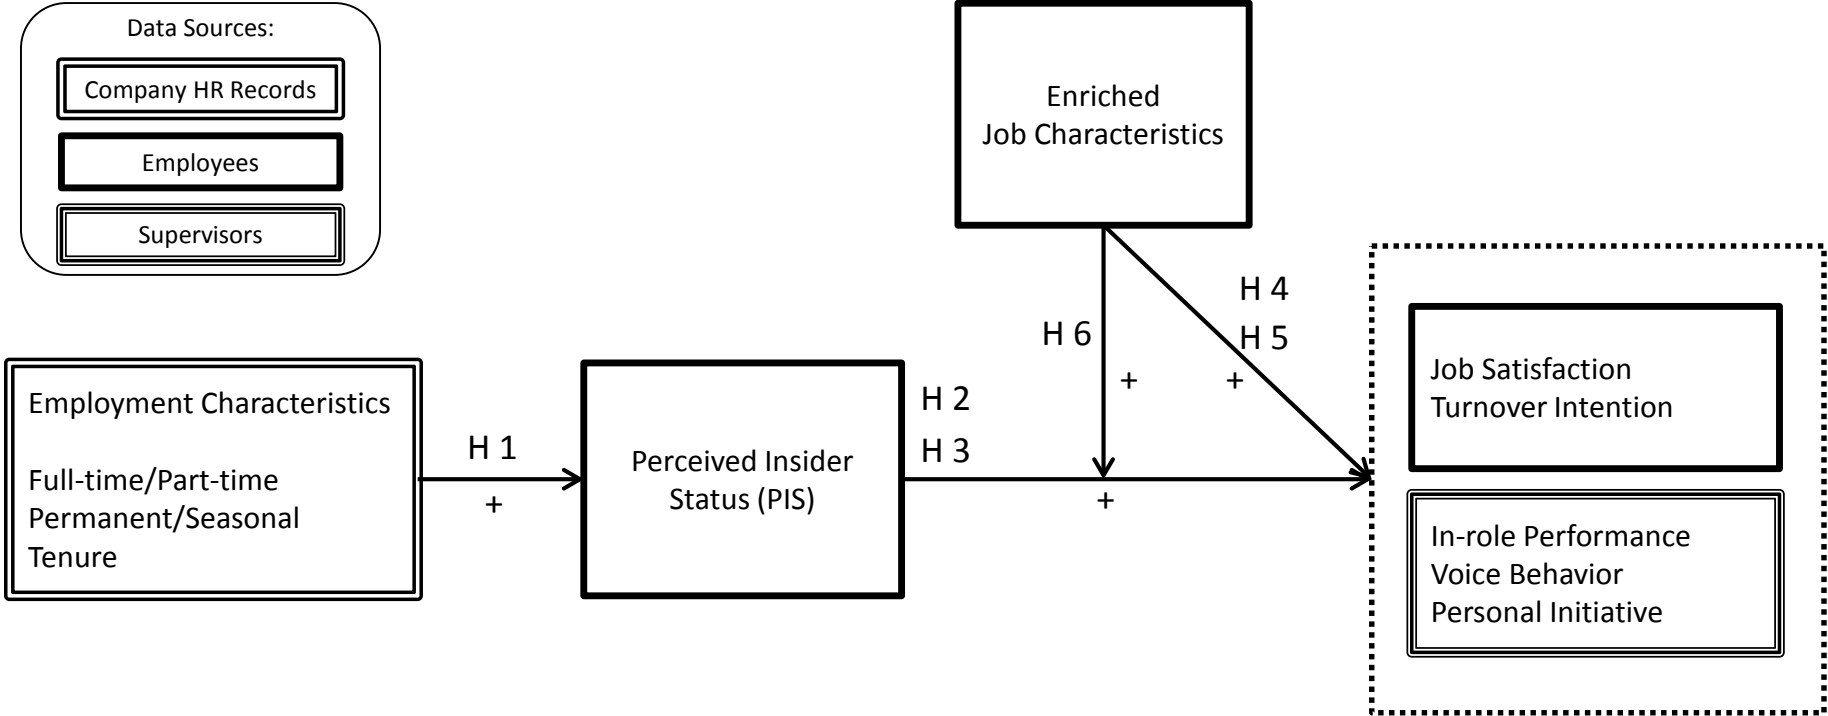 Data Sources:
Company HR Records
Employees
Supervisors
Enriched
Job Characteristics
H 4
H 5
H 6
+
+
Employment Characteristics
Full-time/Part-time
Permanent/Seasonal
Tenure
H 1
+
Perceived Insider
Status (PIS)
H 2
H 3
+
Job Satisfaction
Turnover Intention
In-role Performance
Voice Behavior
Personal Initiative